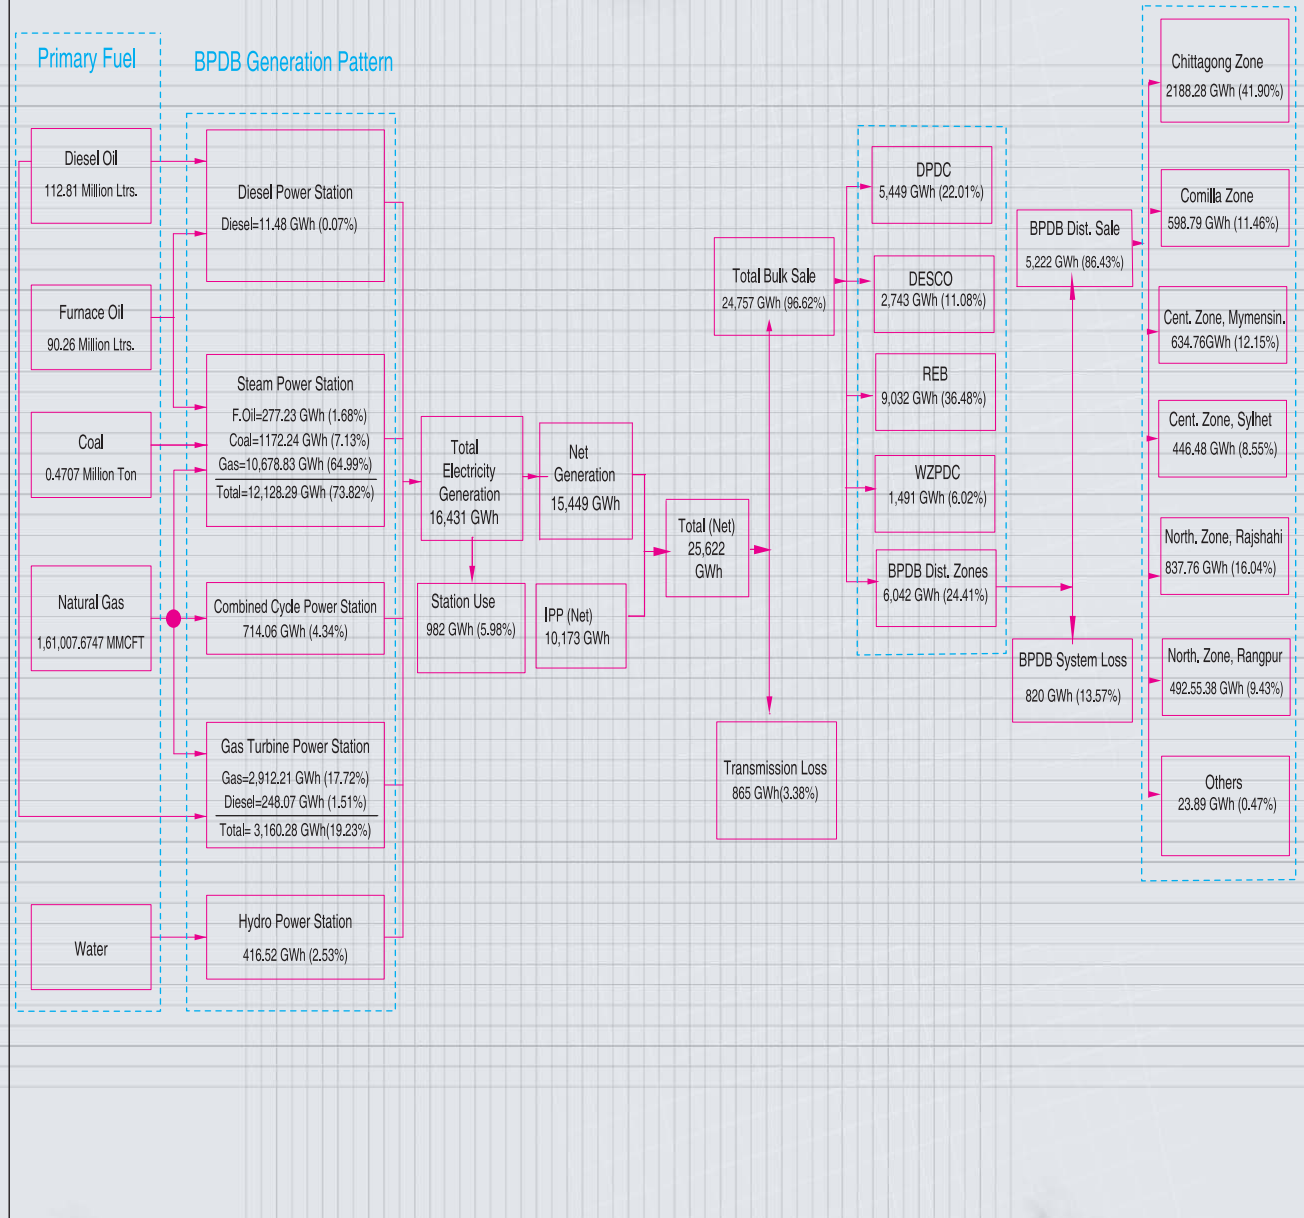 Primary Fuel
Diesel Oil
112.81 Million Ltrs.
Furnace Oil
90.26 Million Ltrs.
Coal
0.4707 Million Ton
Natural Gas
1,61,007.6747 MMCFT
Water
BPDB Generation Pattern
Diesel Power Station
Diesel=11.48 GWh (0.07%)
Steam Power Station
F.Oil=277.23 GWh (1.68%)
Coal=1172.24 GWh (7.13%)
Gas=10,678.83 GWh (64.99%)
Total=12,128.29 GWh (73.82%)
Combined Cycle Power Station
714.06 GWh (4.34%)
Gas Turbine Power Station
Gas=2,912.21 GWh (17.72%)
Diesel=248.07 GWh (1.51%)
Total= 3,160.28 GWh(19.23%)
Hydro Power Station
416.52 GWh (2.53%)
Total
Electricity
Generation
16,431 GWh
Station Use
982 GWh (5.98%)
Net
Generation
15,449 GWh
IPP (Net)
10,173 GWh
Total (Net)
25,622
GWh
Total Bulk Sale
24,757 GWh (96.62%)
Transmission Loss
865 GWh(3.38%)
DPDC
5,449 GWh (22.01%)
DESCO
2,743 GWh (11.08%)
REB
9,032 GWh (36.48%)
WZPDC
1,491 GWh (6.02%)
BPDB Dist. Zones
6,042 GWh (24.41%)
BPDB Dist. Sale
5,222 GWh (86.43%)
BPDB System Loss
820 GWh (13.57%)
Chittagong Zone
2188.28 GWh (41.90%)
Comilla Zone
598.79 GWh (11.46%)
Cent. Zone, Mymensin.
634.76GWh (12.15%)
Cent. Zone, Sylhet
446.48 GWh (8.55%)
North. Zone, Rajshahi
837.76 GWh (16.04%)
North. Zone, Rangpur
492.55.38 GWh (9.43%)
Others
23.89 GWh (0.47%)